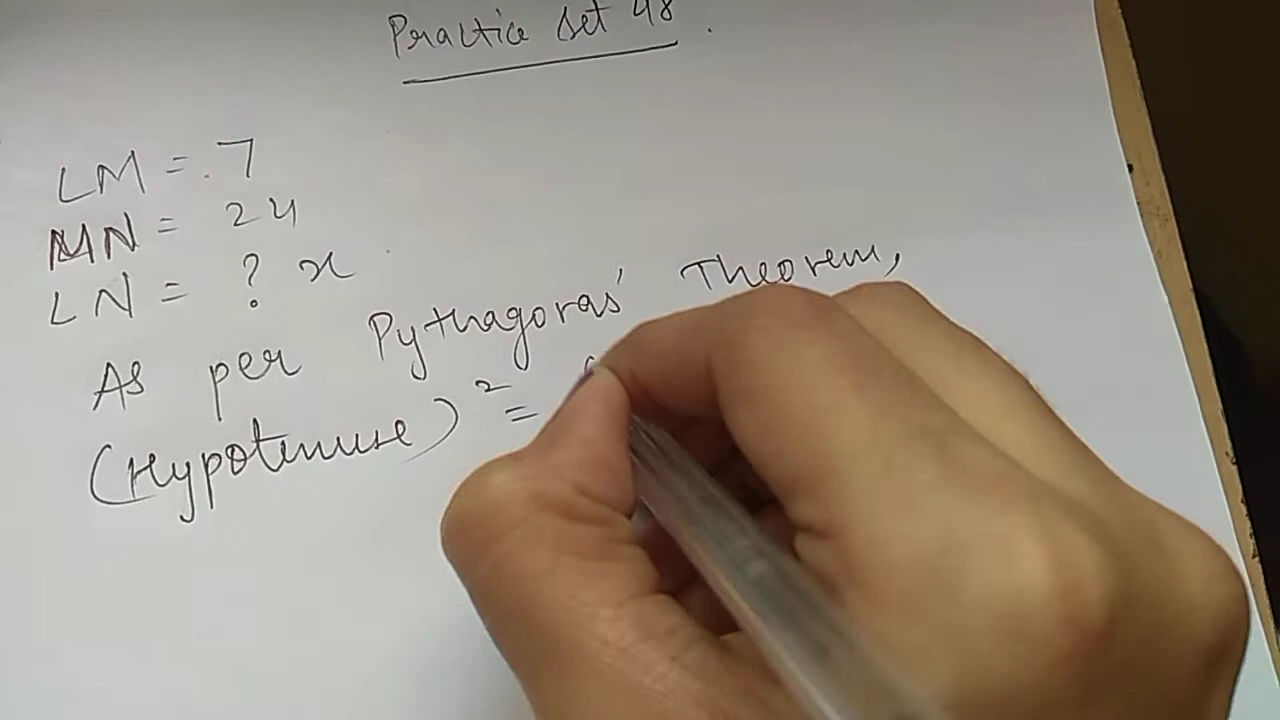 Practice set 48.
LM = 7
MN = 24
LN = ? x
As per Pythagoras' Theorem,
(Hypotenuse)² = (